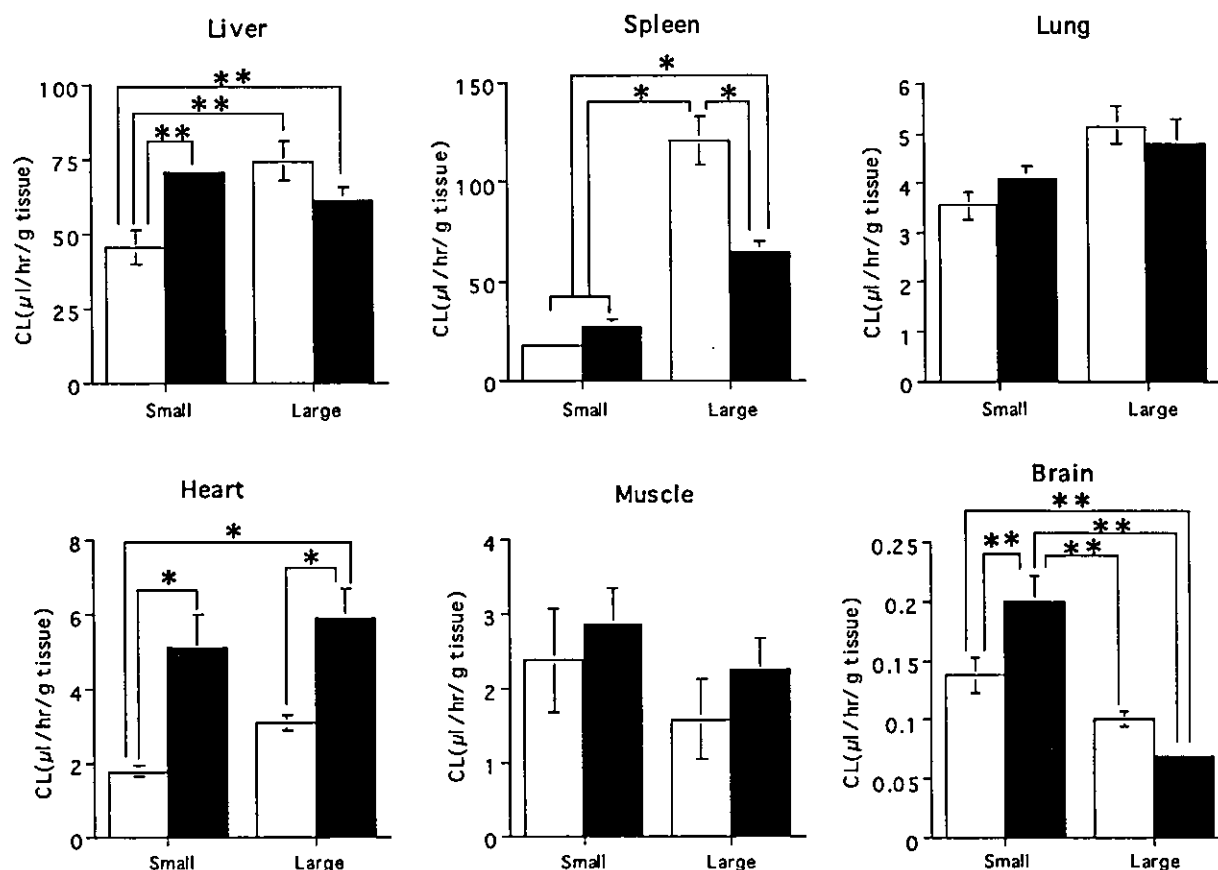 Liver
**
**
**
CL(µl/hr/g tissue)
100
75
50
25
0
Small Large
Spleen
*
* *
CL(µl/hr/g tissue)
150
100
50
0
Small Large
Lung
CL(µl/hr/g tissue)
6
5
4
3
2
1
0
Small Large
Heart
*
*
*
CL(µl/hr/g tissue)
8
6
4
2
0
Small Large
Muscle
CL(µl/hr/g tissue)
4
3
2
1
0
Small Large
Brain
**
** ** **
CL(µl/hr/g tissue)
0.25
0.2
0.15
0.1
0.05
0
Small Large